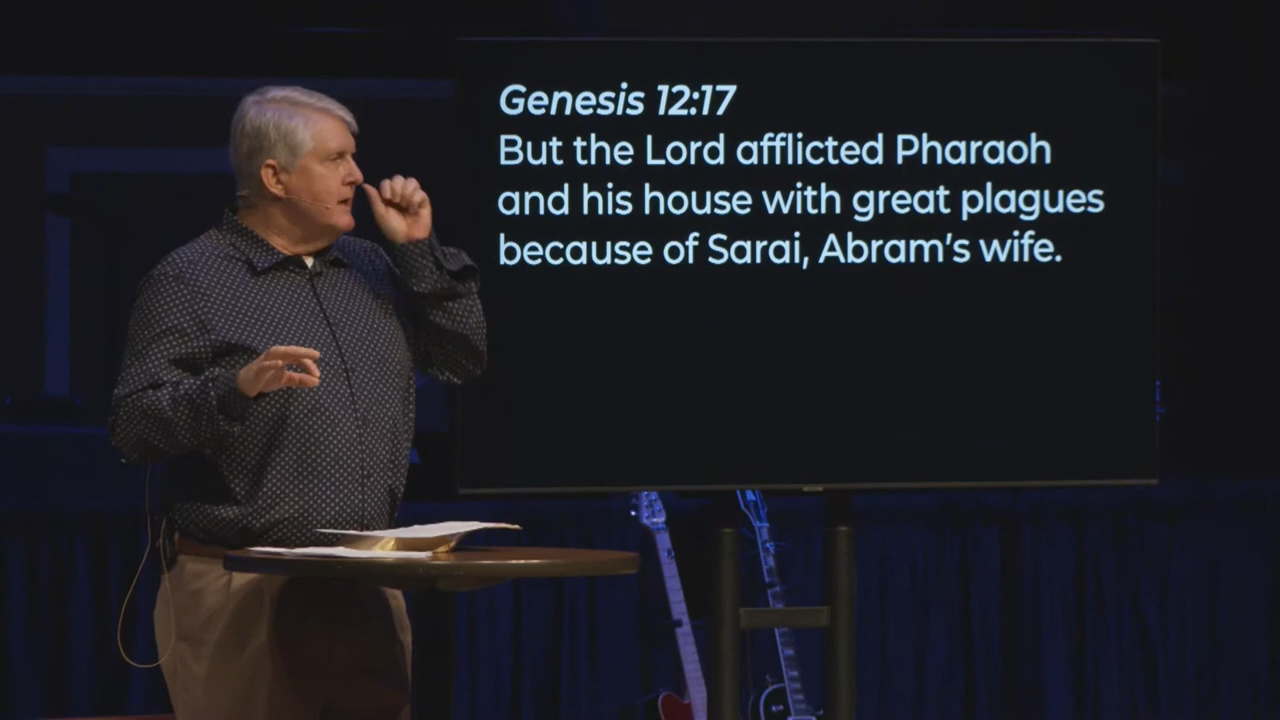 Genesis 12:17
But the Lord afflicted Pharaoh
and his house with great plagues
because of Sarai, Abram's wife.